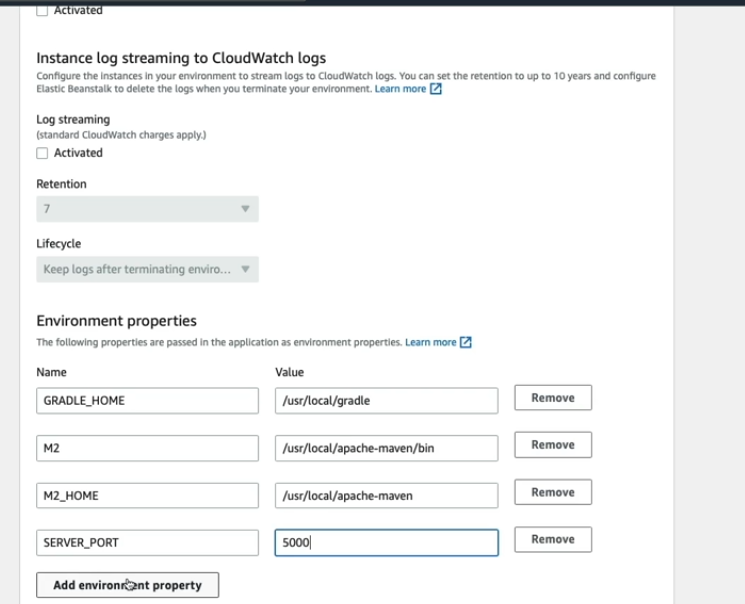 Activated
Instance log streaming to CloudWatch logs
Configure the instances in your environment to stream logs to CloudWatch logs. You can set the retention to up to 10 years and configure
Elastic Beanstalk to delete the logs when you terminate your environment. Learn more
Log streaming
(standard CloudWatch charges apply.)
Activated
Retention
7
Lifecycle
Keep logs after terminating enviro...
Environment properties
The following properties are passed in the application as environment properties. Learn more
Name Value
GRADLE_HOME /usr/local/gradle Remove
M2 /usr/local/apache-maven/bin Remove
M2_HOME /usr/local/apache-maven Remove
SERVER_PORT 5000 Remove
Add environment property